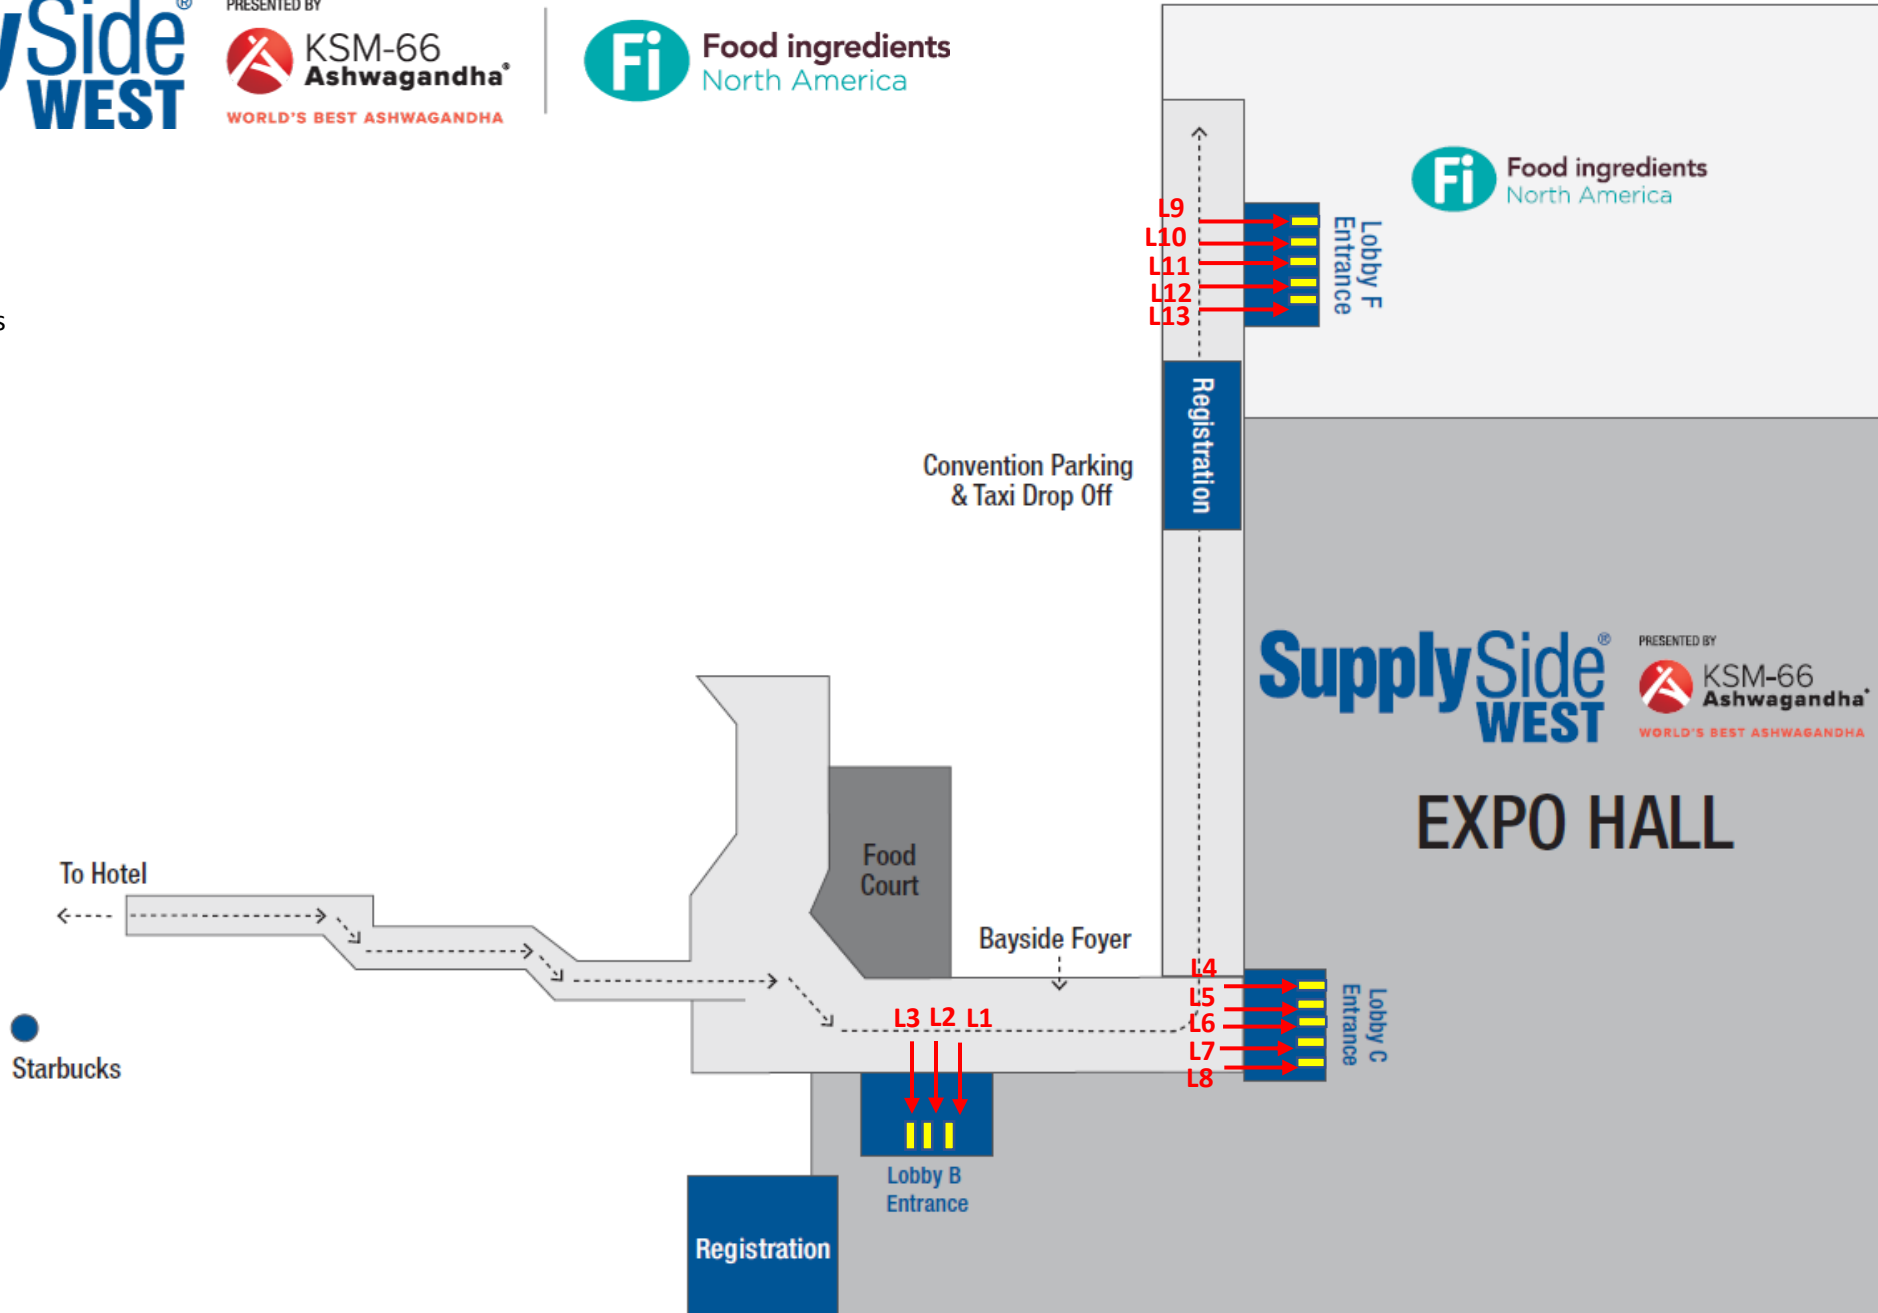 ySide®
WEST
PRESENTED BY
KSM-66
Ashwagandha®
WORLD'S BEST ASHWAGANDHA
Fi
Food ingredients
North America
Fi
Food ingredients
North America
L9
L10
L11
L12
L13
Lobby F
Entrance
s
Registration
Convention Parking
& Taxi Drop Off
SupplySide®
WEST
PRESENTED BY
KSM-66
Ashwagandha®
WORLD'S BEST ASHWAGANDHA
EXPO HALL
Food
Court
To Hotel
Bayside Foyer
L4
L5
L6
L7
L8
Lobby C
Entrance
L3 L2 L1
Starbucks
Lobby B
Entrance
Registration